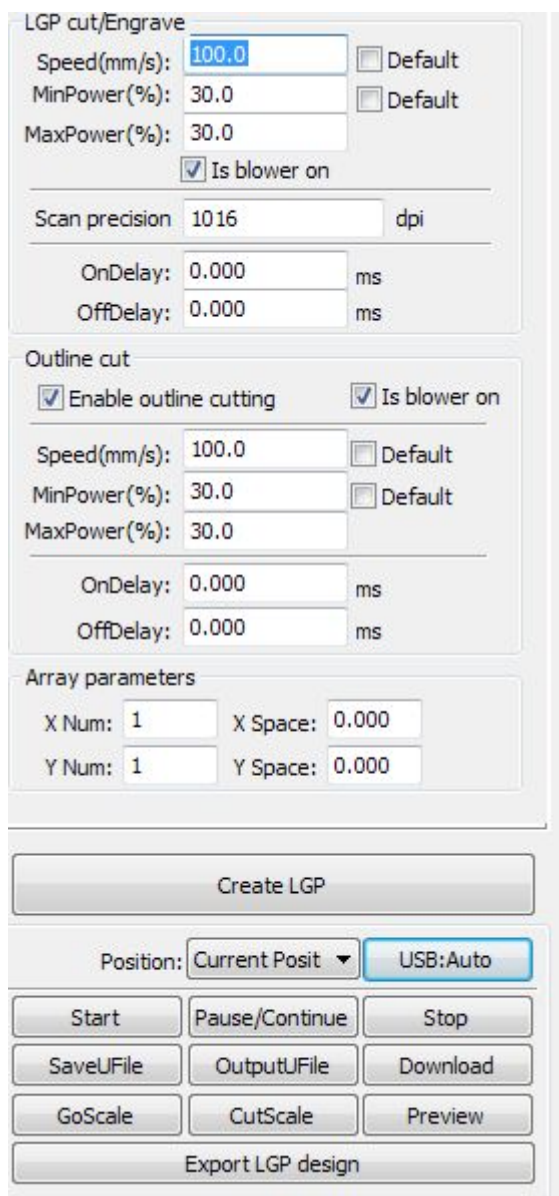 LGP cut/Engrave
Speed(mm/s): 100.0 Default
MinPower(%): 30.0 Default
MaxPower(%): 30.0
Is blower on
Scan precision 1016 dpi
OnDelay: 0.000 ms
OffDelay: 0.000 ms
Outline cut
Enable outline cutting Is blower on
Speed(mm/s): 100.0 Default
MinPower(%): 30.0 Default
MaxPower(%): 30.0
OnDelay: 0.000 ms
OffDelay: 0.000 ms
Array parameters
X Num: 1 X Space: 0.000
Y Num: 1 Y Space: 0.000
Create LGP
Position: Current Posit USB:Auto
Start Pause/Continue Stop
SaveUFile OutputUFile Download
GoScale CutScale Preview
Export LGP design